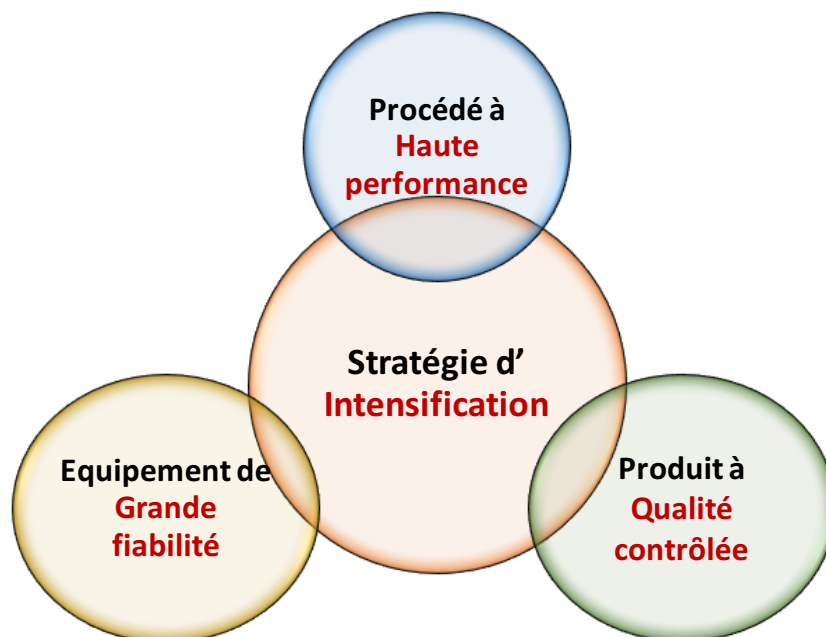 Procédé à
Haute
performance
Stratégie d’
Intensification
Equipement de
Grande
fiabilité
Produit à
Qualité
contrôlée